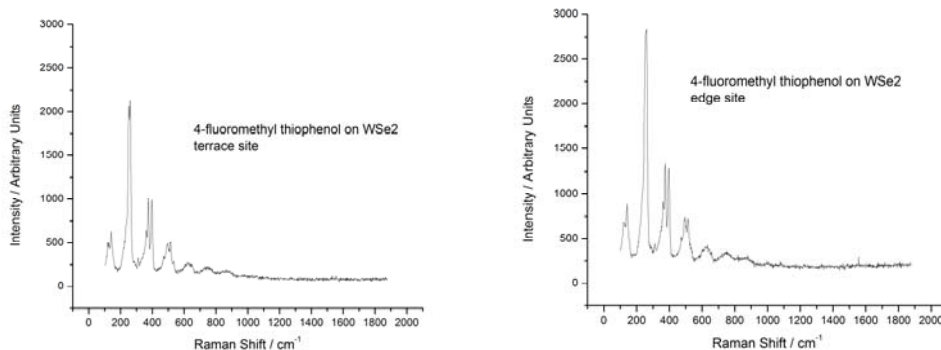 3000
2500
2000
1500
1000
500
0
Intensity / Arbitrary Units
4-fluoromethyl thiophenol on WSe2
terrace site
0 200 400 600 800 1000 1200 1400 1600 1800 2000
Raman Shift / cm-1
3000
2500
2000
1500
1000
500
0
Intensity / Arbitrary Units
4-fluoromethyl thiophenol on WSe2
edge site
0 200 400 600 800 1000 1200 1400 1600 1800 2000
Raman Shift / cm-1